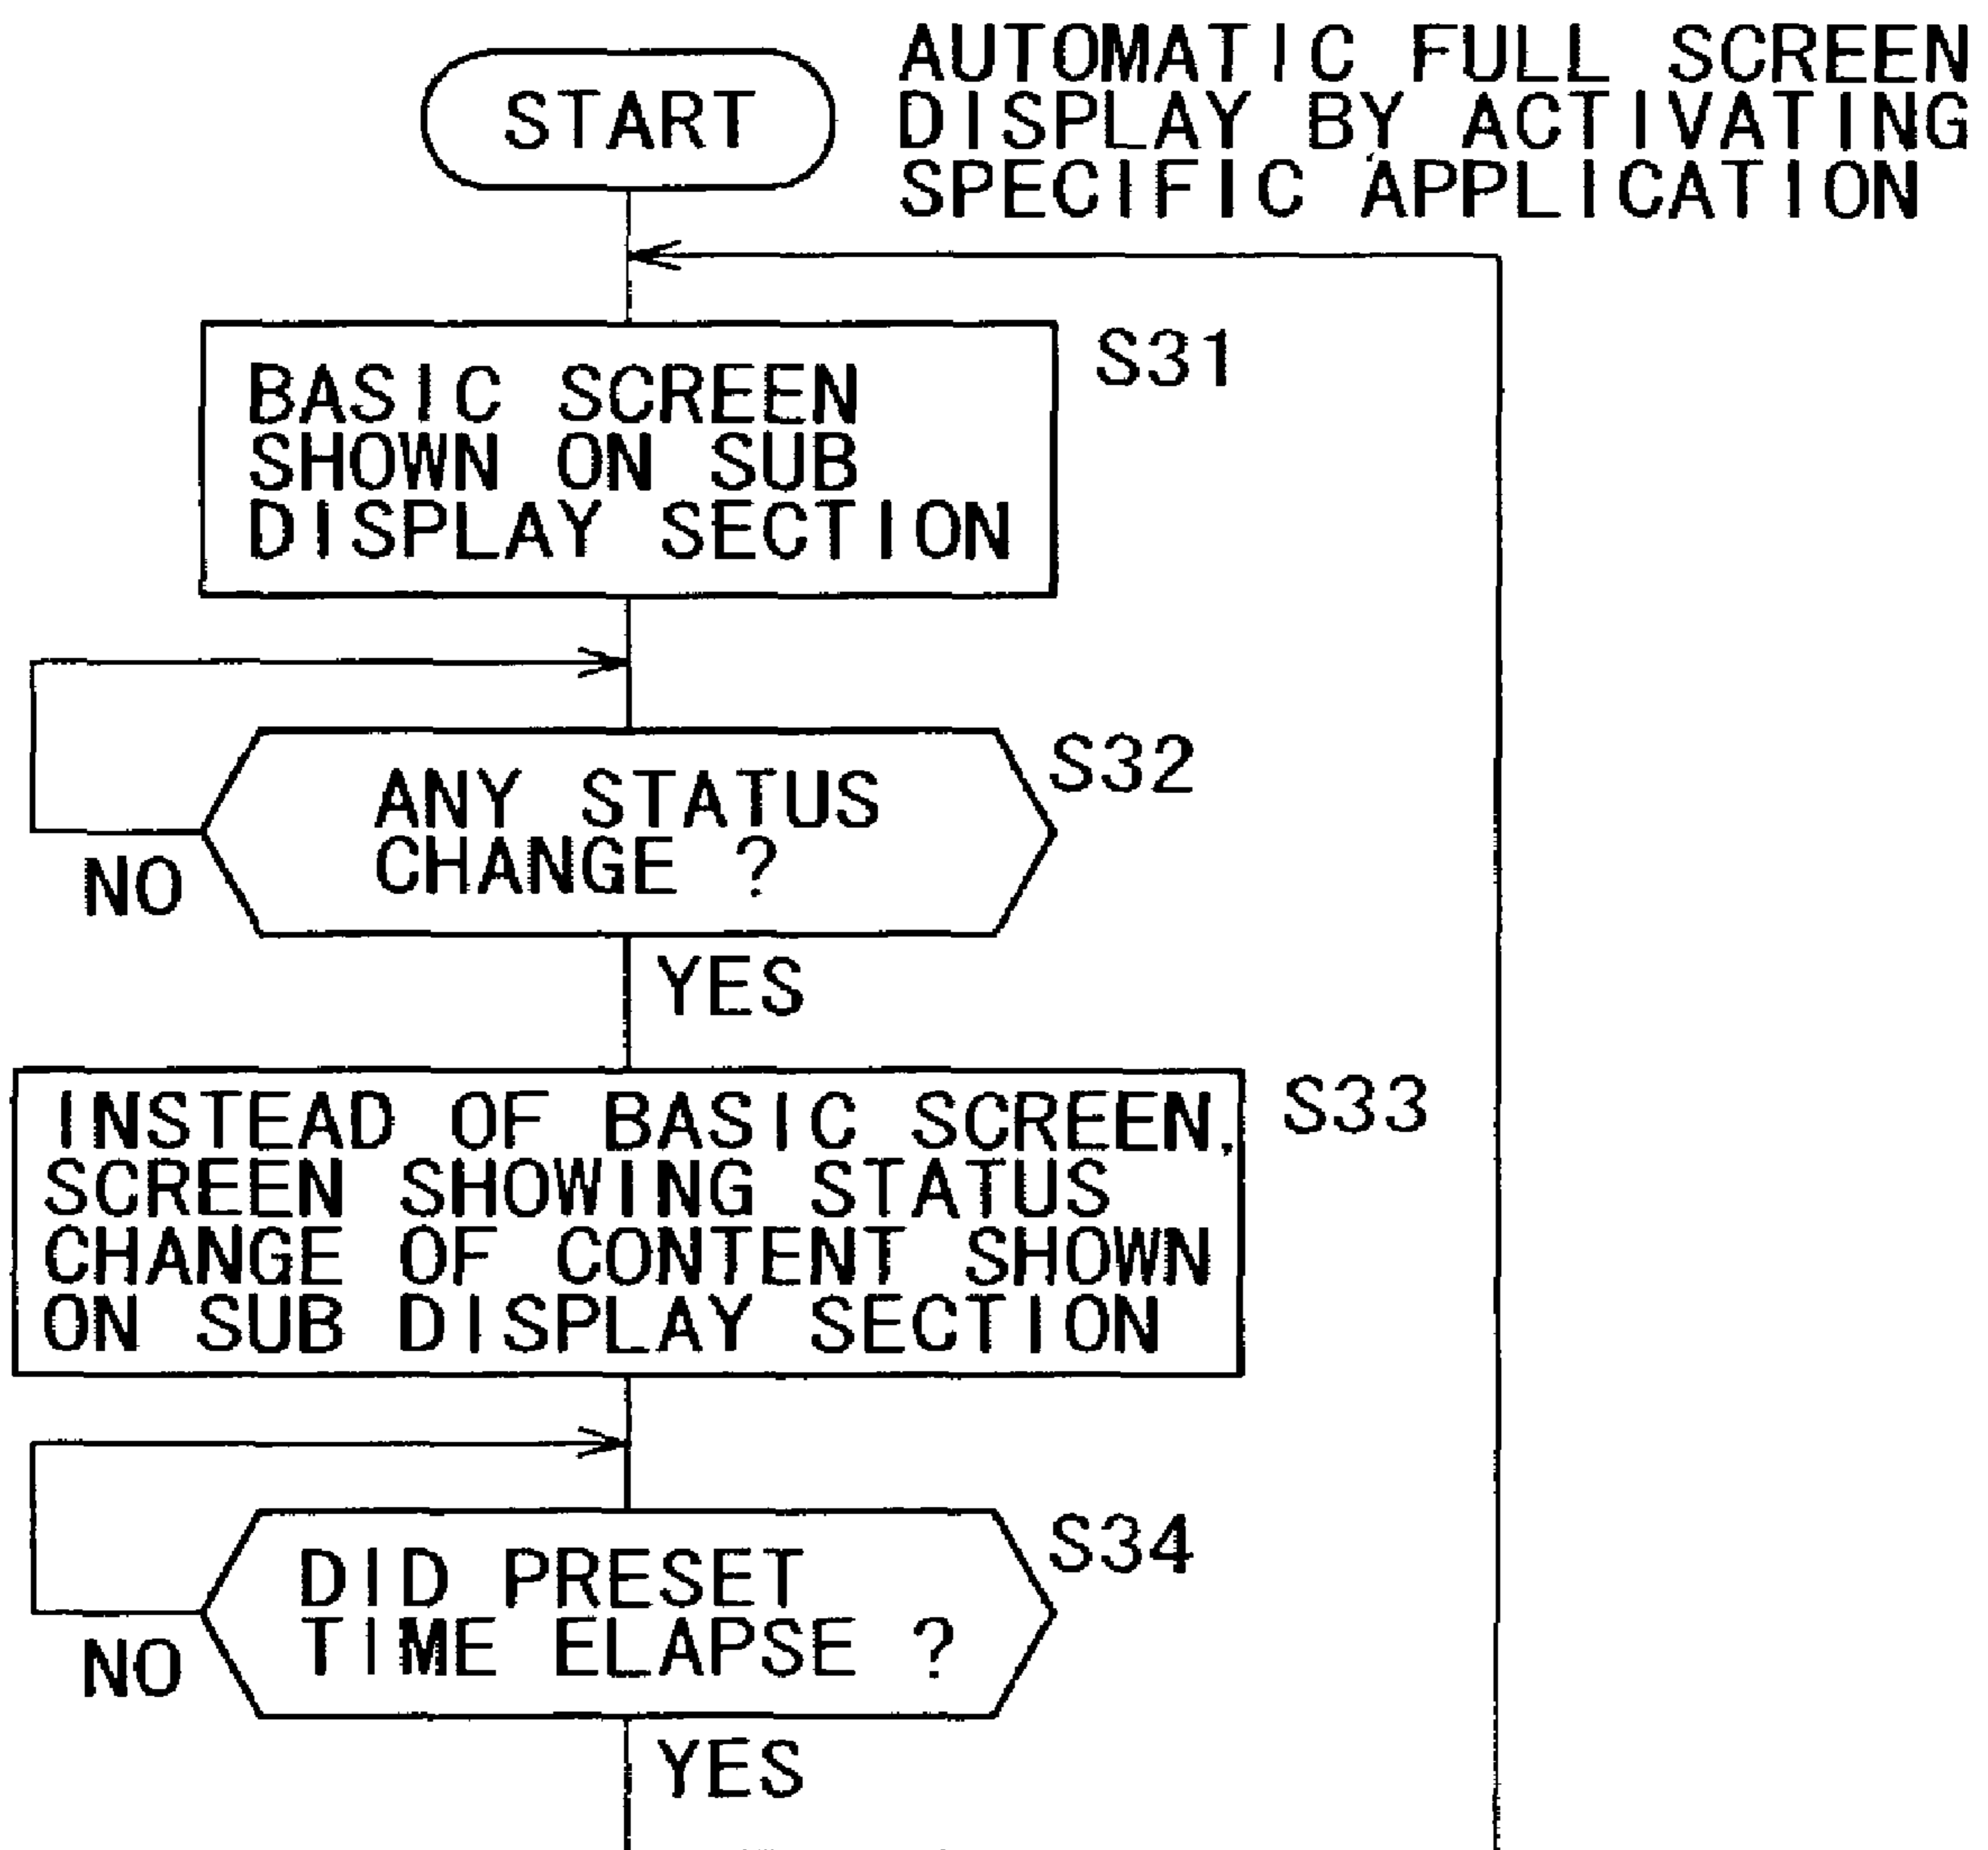 START
AUTOMATIC FULL SCREEN
DISPLAY BY ACTIVATING
SPECIFIC APPLICATION
S31
BASIC SCREEN
SHOWN ON SUB
DISPLAY SECTION
S32
ANY STATUS
CHANGE ?
NO
YES
S33
INSTEAD OF BASIC SCREEN,
SCREEN SHOWING STATUS
CHANGE OF CONTENT SHOWN
ON SUB DISPLAY SECTION
S34
DID PRESET
TIME ELAPSE ?
NO
YES